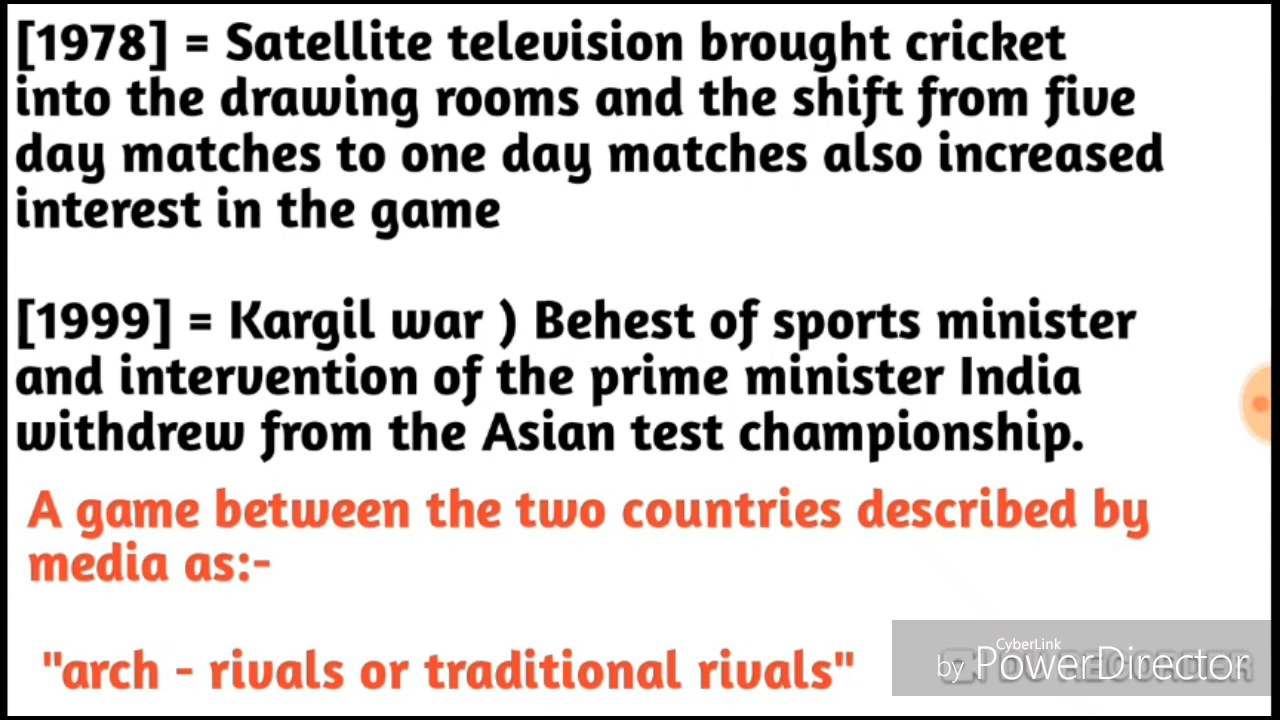 [1978] = Satellite television brought cricket
into the drawing rooms and the shift from five
day matches to one day matches also increased
interest in the game
[1999] = Kargil war ) Behest of sports minister
and intervention of the prime minister India
withdrew from the Asian test championship.
A game between the two countries described by
media as:-
"arch - rivals or traditional rivals"
CyberLink
by PowerDirector